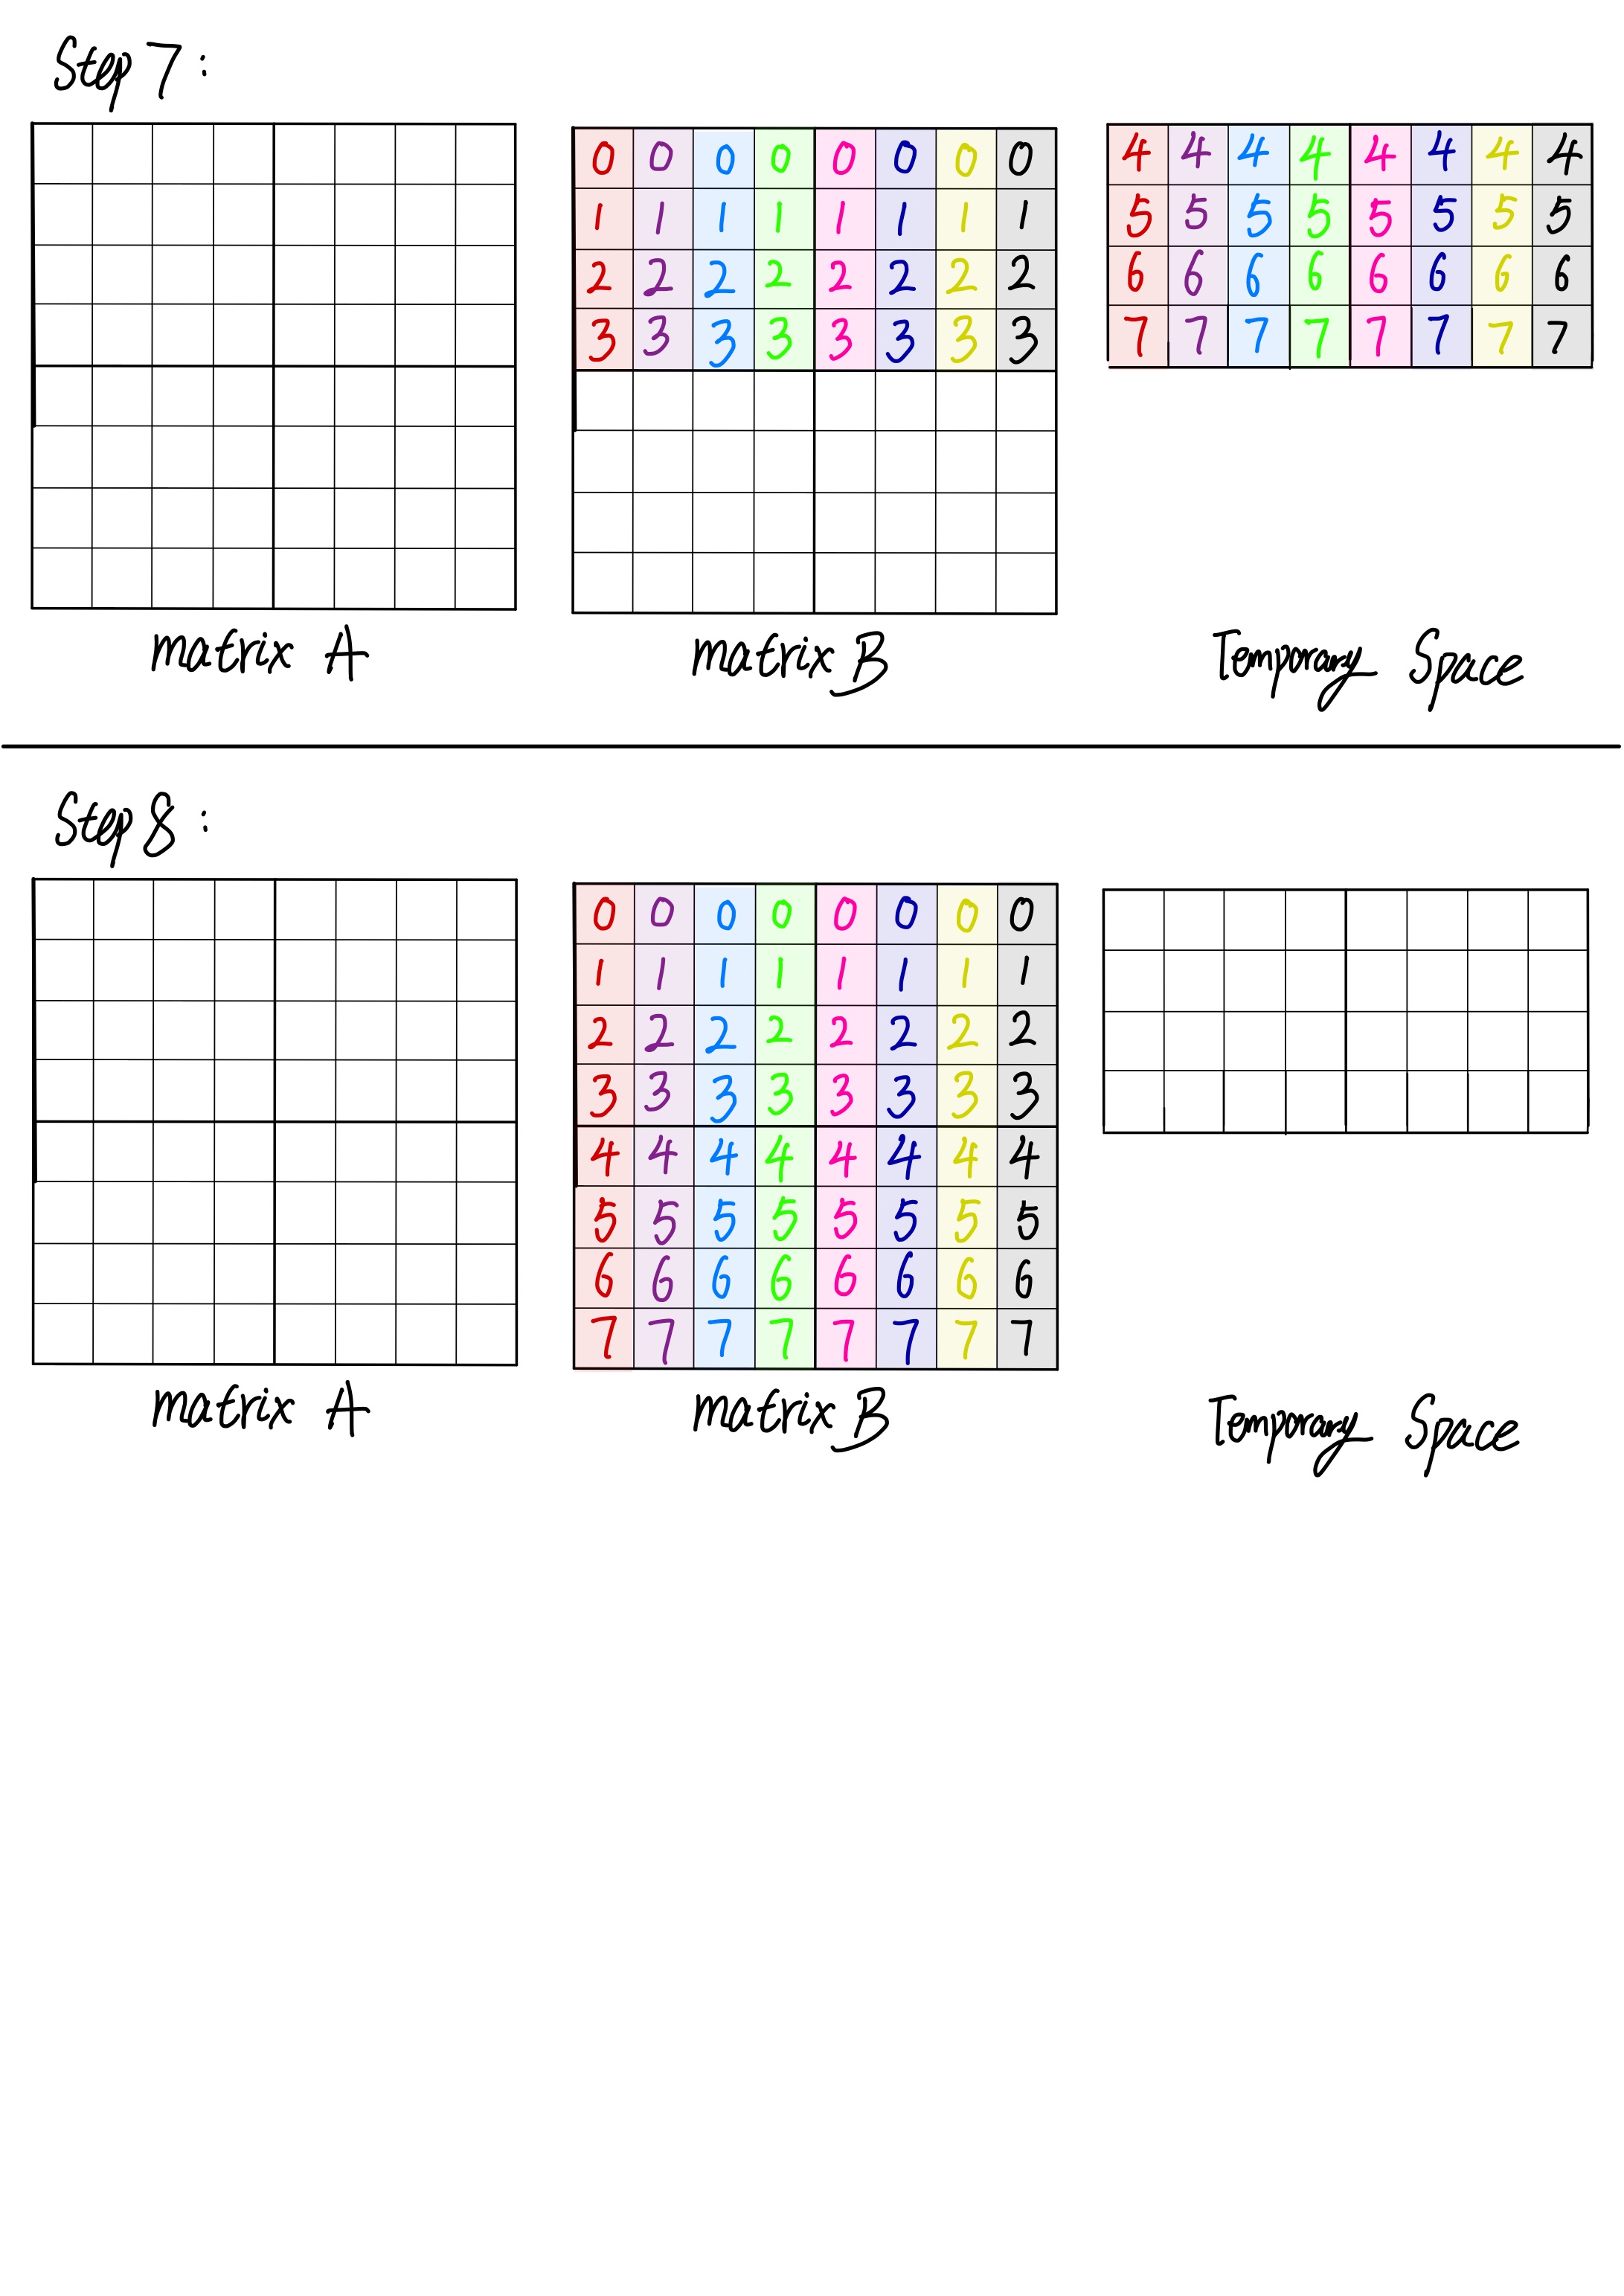 Step 7 :
0 0 0 0 0 0 0 0
1 1 1 1 1 1 1 1
2 2 2 2 2 2 2 2
3 3 3 3 3 3 3 3
4 4 4 4 4 4 4 4
5 5 5 5 5 5 5 5
6 6 6 6 6 6 6 6
7 7 7 7 7 7 7 7
matrix A
matrix B
Temporary Space
Step 8 :
0 0 0 0 0 0 0 0
1 1 1 1 1 1 1 1
2 2 2 2 2 2 2 2
3 3 3 3 3 3 3 3
4 4 4 4 4 4 4 4
5 5 5 5 5 5 5 5
6 6 6 6 6 6 6 6
7 7 7 7 7 7 7 7
matrix A
matrix B
Temporary Space